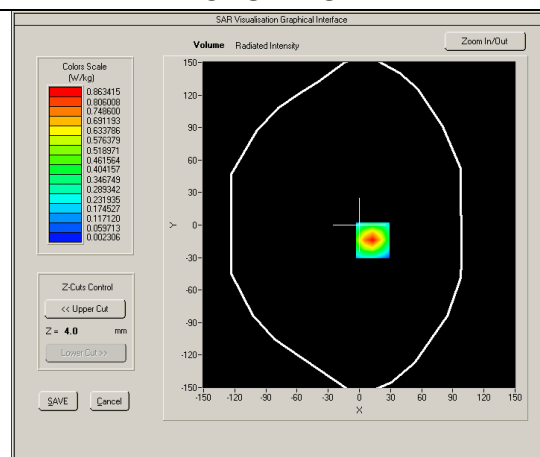 SAR Visualisation Graphical Interface
Volume Radiated Intensity
Zoom In/Out
Colors Scale
(W/kg)
0.863415
0.806008
0.748600
0.691193
0.633786
0.576379
0.518971
0.461564
0.404157
0.346749
0.289342
0.231935
0.174527
0.117120
0.059713
0.002306
Z-Cuts Control
<< Upper Cut
Z = 4.0 mm
Lower Cut >>
SAVE Cancel
150
120
90
60
30
0
-30
-60
-90
-120
-150
Y
-150 -120 -90 -60 -30 0 30 60 90 120 150
X